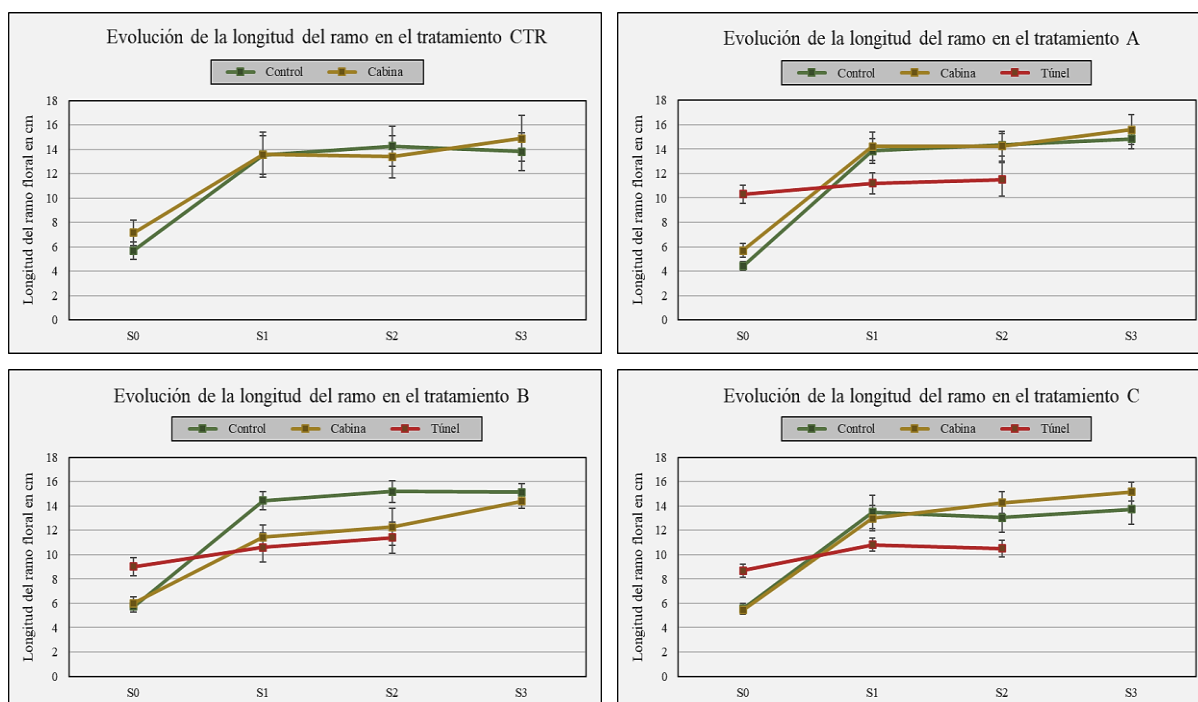 Evolución de la longitud del ramo en el tratamiento CTR
Control Cabina
Longitud del ramo floral en cm
18
16
14
12
10
8
6
4
2
0
S0 S1 S2 S3
Evolución de la longitud del ramo en el tratamiento A
Control Cabina Túnel
Longitud del ramo floral en cm
18
16
14
12
10
8
6
4
2
0
S0 S1 S2 S3
Evolución de la longitud del ramo en el tratamiento B
Control Cabina Túnel
Longitud del ramo floral en cm
18
16
14
12
10
8
6
4
2
0
S0 S1 S2 S3
Evolución de la longitud del ramo en el tratamiento C
Control Cabina Túnel
Longitud del ramo floral en cm
18
16
14
12
10
8
6
4
2
0
S0 S1 S2 S3